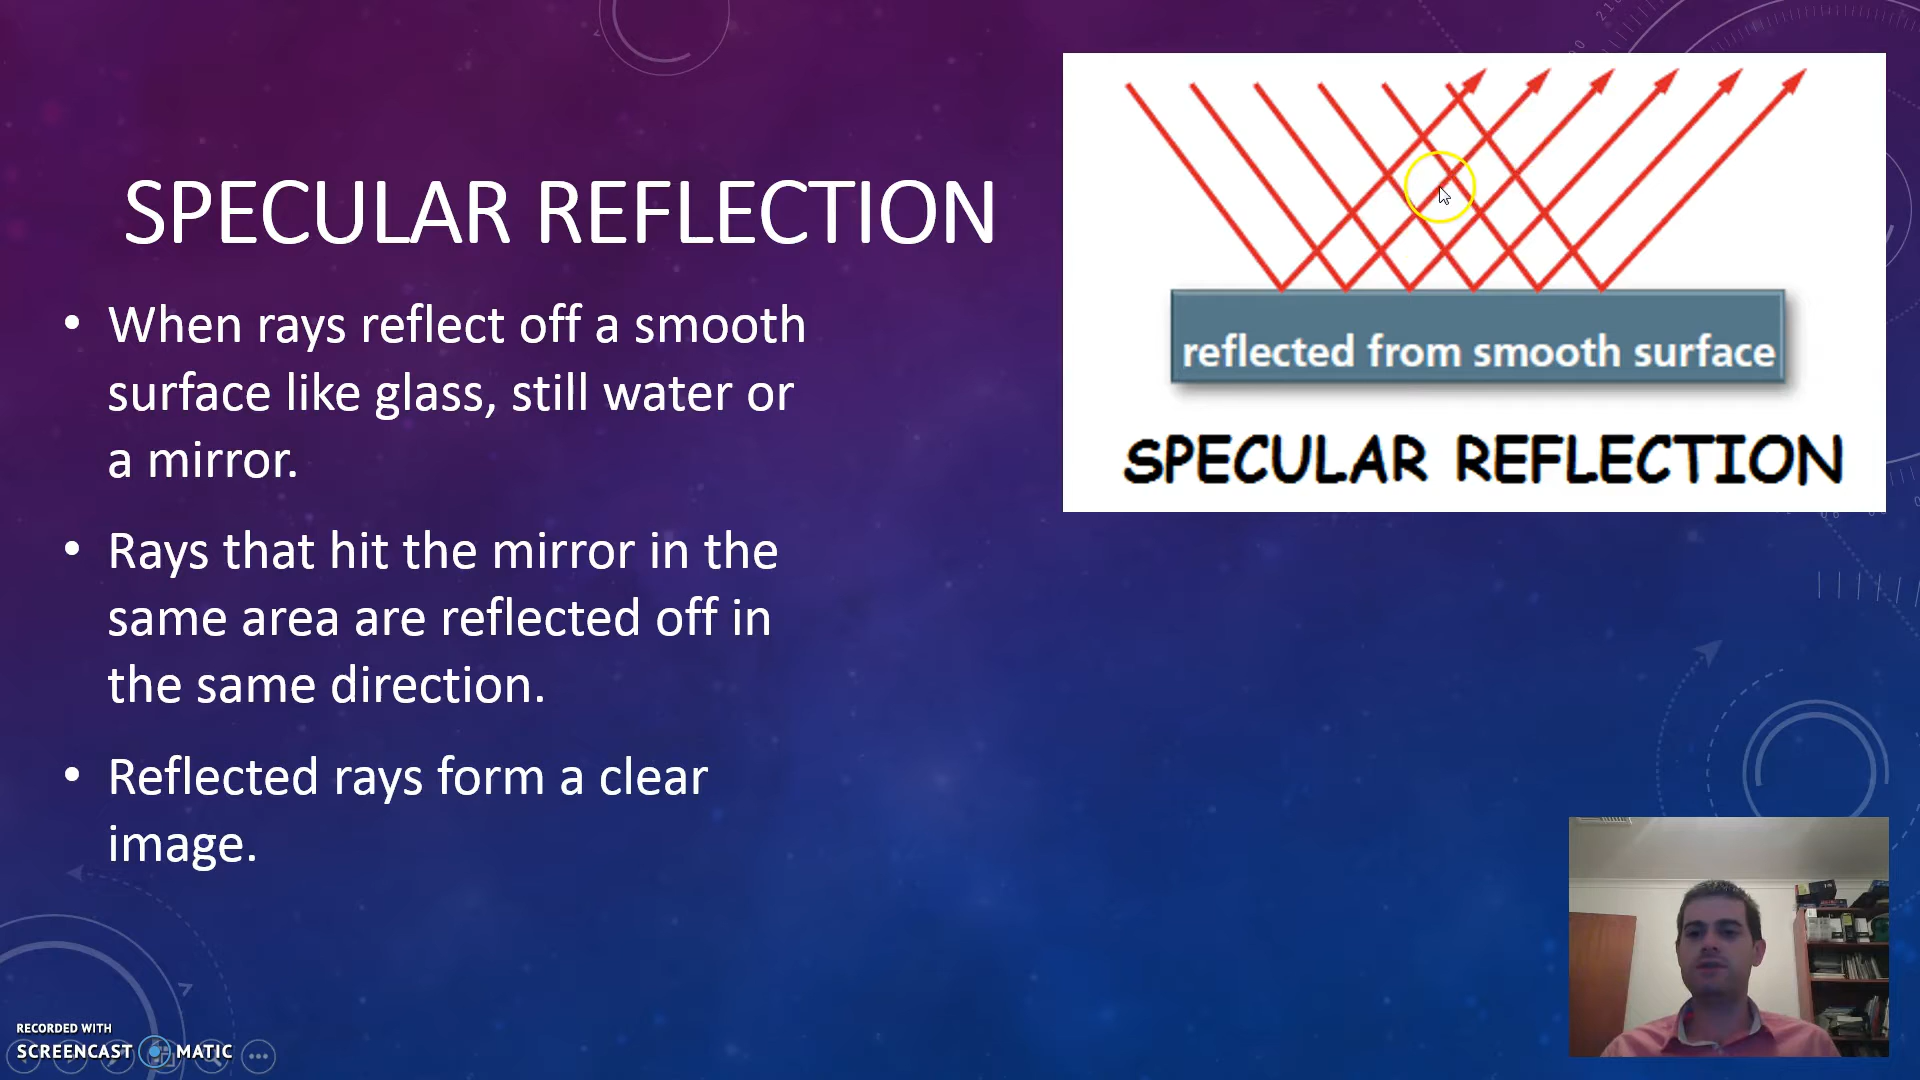 SPECULAR REFLECTION
• When rays reflect off a smooth
surface like glass, still water or
a mirror.
• Rays that hit the mirror in the
same area are reflected off in
the same direction.
• Reflected rays form a clear
image.
reflected from smooth surface
SPECULAR REFLECTION
RECORDED WITH
SCREENCAST MATIC